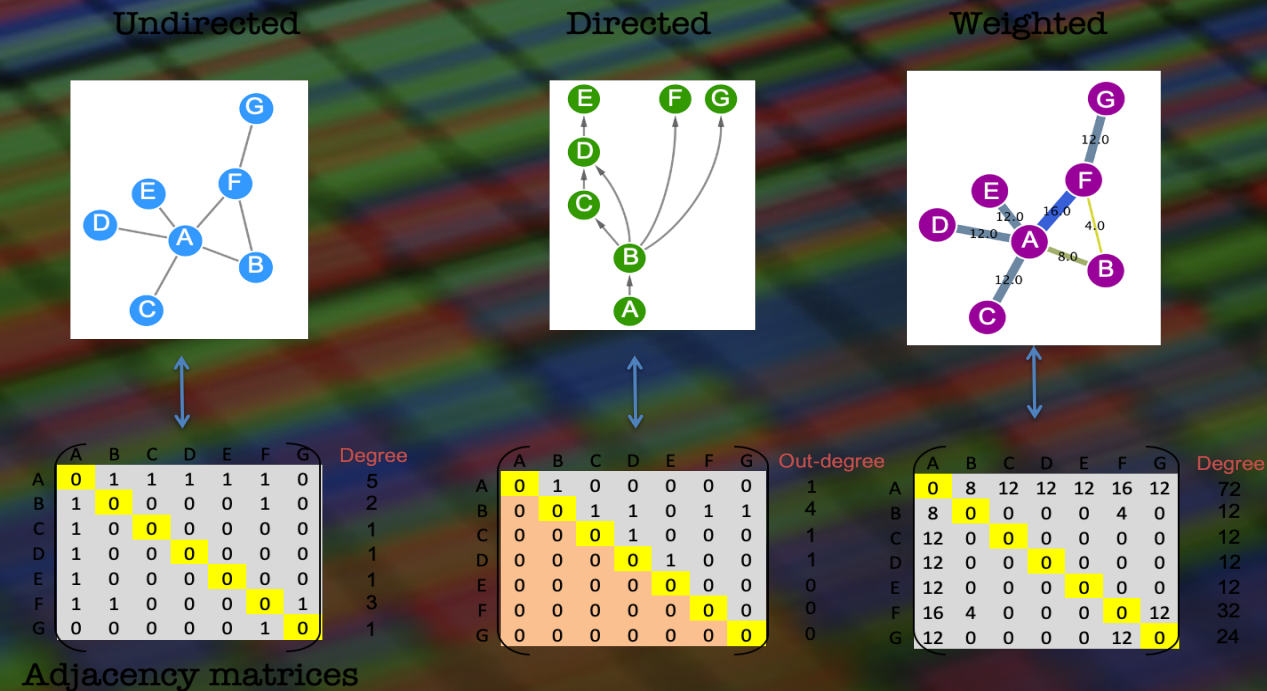 Undirected
Directed
Weighted
G
F
E
D
A
B
C
E
F
G
D
C
B
A
G
12.0
F
E
16.0
12.0
4.0
D
12.0
A
8.0
B
12.0
C
A B C D E F G Degree
A 0 1 1 1 1 1 0 5
B 1 0 0 0 0 1 0 2
C 1 0 0 0 0 0 0 1
D 1 0 0 0 0 0 0 1
E 1 0 0 0 0 0 0 1
F 1 1 0 0 0 0 1 3
G 0 0 0 0 0 1 0 1
A B C D E F G Out-degree
A 0 1 0 0 0 0 0 1
B 0 0 1 1 0 1 1 4
C 0 0 0 1 0 0 0 1
D 0 0 0 0 1 0 0 1
E 0 0 0 0 0 0 0 0
F 0 0 0 0 0 0 0 0
G 0 0 0 0 0 0 0 0
A B C D E F G Degree
A 0 8 12 12 12 16 12 72
B 8 0 0 0 0 4 0 12
C 12 0 0 0 0 0 0 12
D 12 0 0 0 0 0 0 12
E 12 0 0 0 0 0 0 12
F 16 4 0 0 0 0 12 32
G 12 0 0 0 0 12 0 24
Adjacency matrices